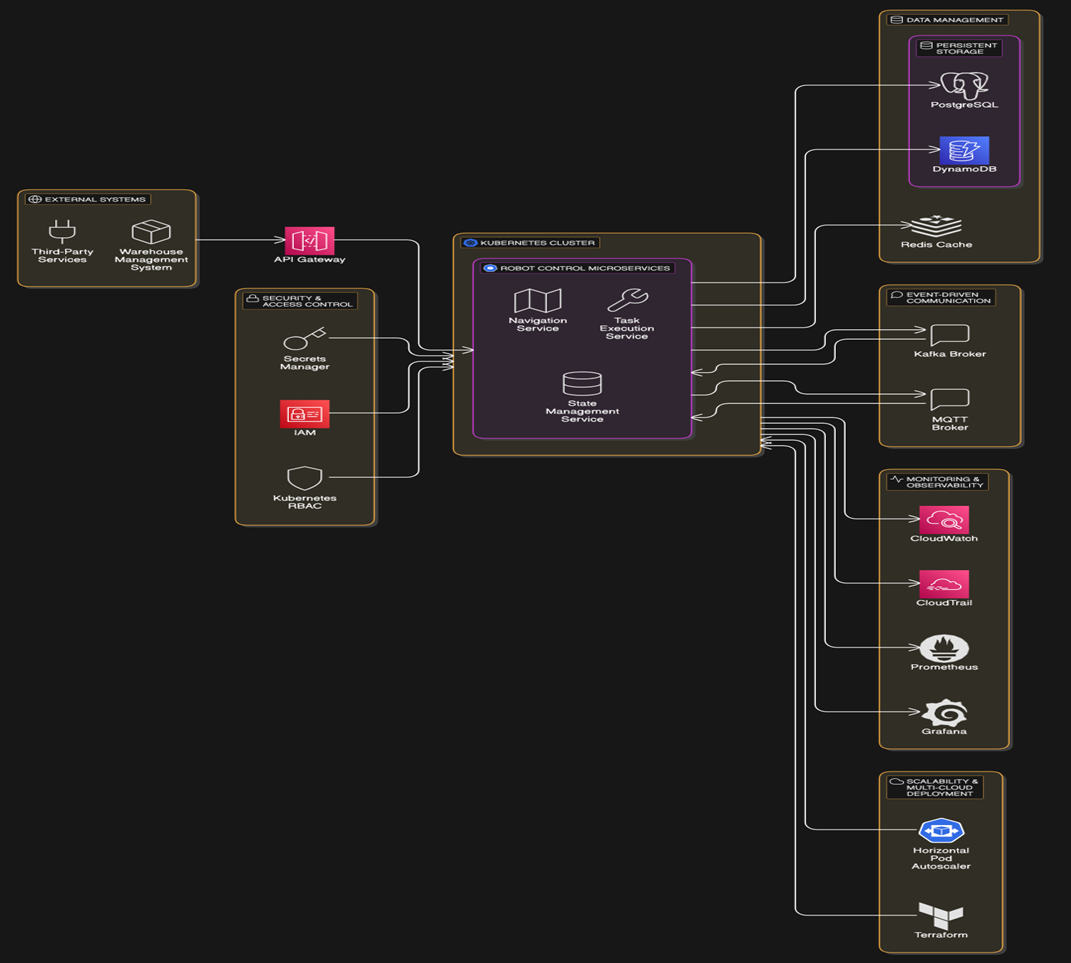 EXTERNAL SYSTEMS
Third-Party
Services
Warehouse
Management
System
API Gateway
SECURITY &
ACCESS CONTROL
Secrets
Manager
IAM
Kubernetes
RBAC
KUBERNETES CLUSTER
ROBOT CONTROL MICROSERVICES
Navigation
Service
Task
Execution
Service
State
Management
Service
DATA MANAGEMENT
PERSISTENT
STORAGE
PostgreSQL
DynamoDB
Redis Cache
EVENT-DRIVEN
COMMUNICATION
Kafka Broker
MQTT
Broker
MONITORING &
OBSERVABILITY
CloudWatch
CloudTrail
Prometheus
Grafana
SCALABILITY &
MULTI-CLOUD
DEPLOYMENT
Horizontal
Pod
Autoscaler
Terraform